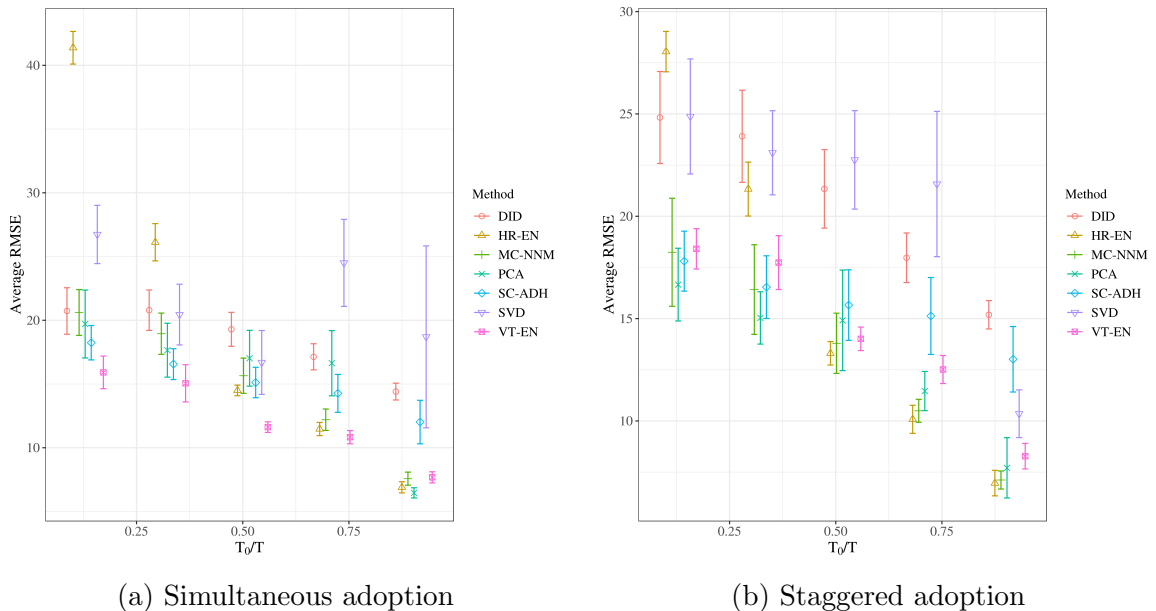 40
30
20
10
Average RMSE
0.25
0.50
0.75
T₀/T
Method
DID
HR-EN
MC-NNM
PCA
SC-ADH
SVD
VT-EN
(a) Simultaneous adoption
30
25
20
15
10
Average RMSE
0.25
0.50
0.75
T₀/T
Method
DID
HR-EN
MC-NNM
PCA
SC-ADH
SVD
VT-EN
(b) Staggered adoption